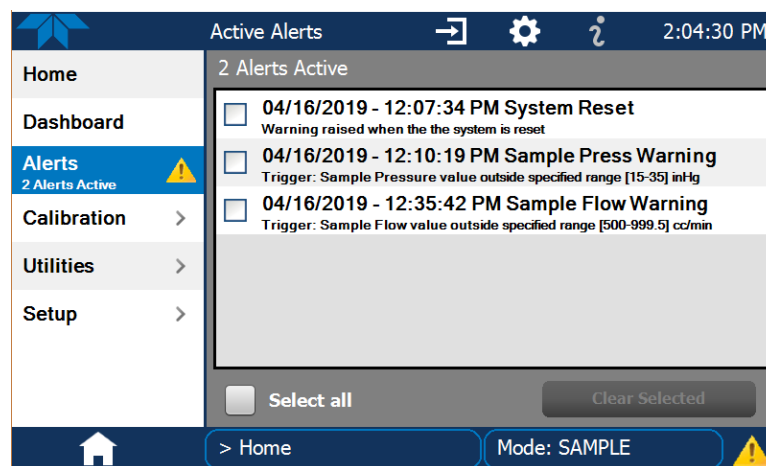 Active Alerts
2:04:30 PM
Home
Dashboard
Alerts
2 Alerts Active
Calibration
Utilities
Setup
2 Alerts Active
04/16/2019 - 12:07:34 PM System Reset
Warning raised when the the system is reset
04/16/2019 - 12:10:19 PM Sample Press Warning
Trigger: Sample Pressure value outside specified range [15-35] inHg
04/16/2019 - 12:35:42 PM Sample Flow Warning
Trigger: Sample Flow value outside specified range [500-999.5] cc/min
Select all
Clear Selected
> Home
Mode: SAMPLE